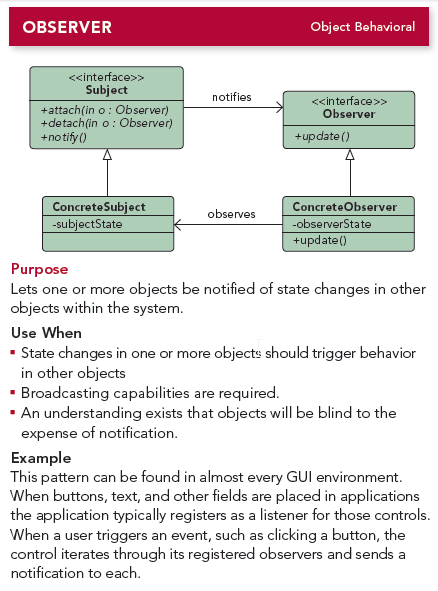 OBSERVER
Object Behavioral
<<interface>>
Subject
+attach(in o : Observer)
+detach(in o : Observer)
+notify()
notifies
<<interface>>
Observer
+update()
ConcreteSubject
-subjectState
observes
ConcreteObserver
-observerState
+update()
Purpose
Lets one or more objects be notified of state changes in other
objects within the system.
Use When
▪ State changes in one or more objects should trigger behavior
in other objects
▪ Broadcasting capabilities are required.
▪ An understanding exists that objects will be blind to the
expense of notification.
Example
This pattern can be found in almost every GUI environment.
When buttons, text, and other fields are placed in applications
the application typically registers as a listener for those controls.
When a user triggers an event, such as clicking a button, the
control iterates through its registered observers and sends a
notification to each.